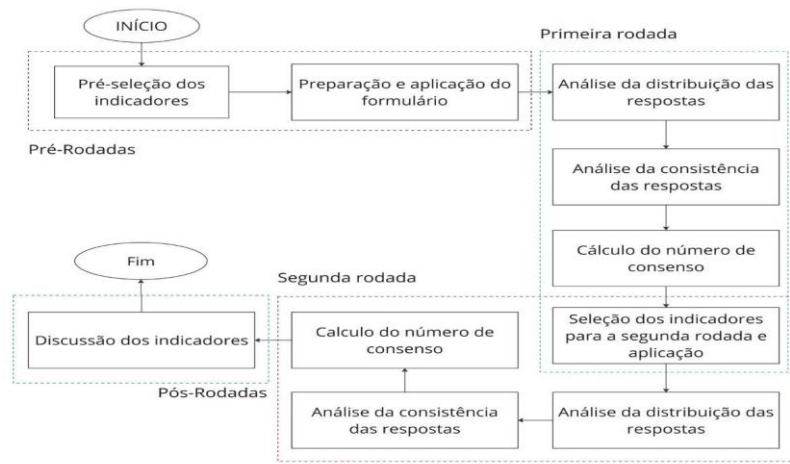 INÍCIO
Pré-seleção dos
indicadores
Preparação e aplicação do
formulário
Pré-Rodadas
Primeira rodada
Análise da distribuição das
respostas
Análise da consistência
das respostas
Cálculo do número de
consenso
Seleção dos indicadores
para a segunda rodada e
aplicação
Segunda rodada
Análise da distribuição das
respostas
Análise da consistência
das respostas
Calculo do número de
consenso
Discussão dos indicadores
Pós-Rodadas
Fim